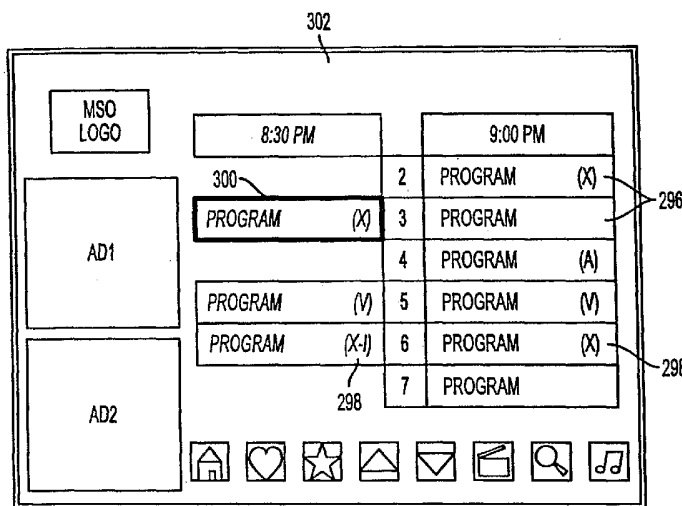 302
MSO
LOGO
8:30 PM
9:00 PM
300
2 PROGRAM (X)
296
PROGRAM (X) 3 PROGRAM
AD1
4 PROGRAM (A)
PROGRAM (V) 5 PROGRAM (V)
PROGRAM (X-I) 6 PROGRAM (X)
298
298
7 PROGRAM
AD2